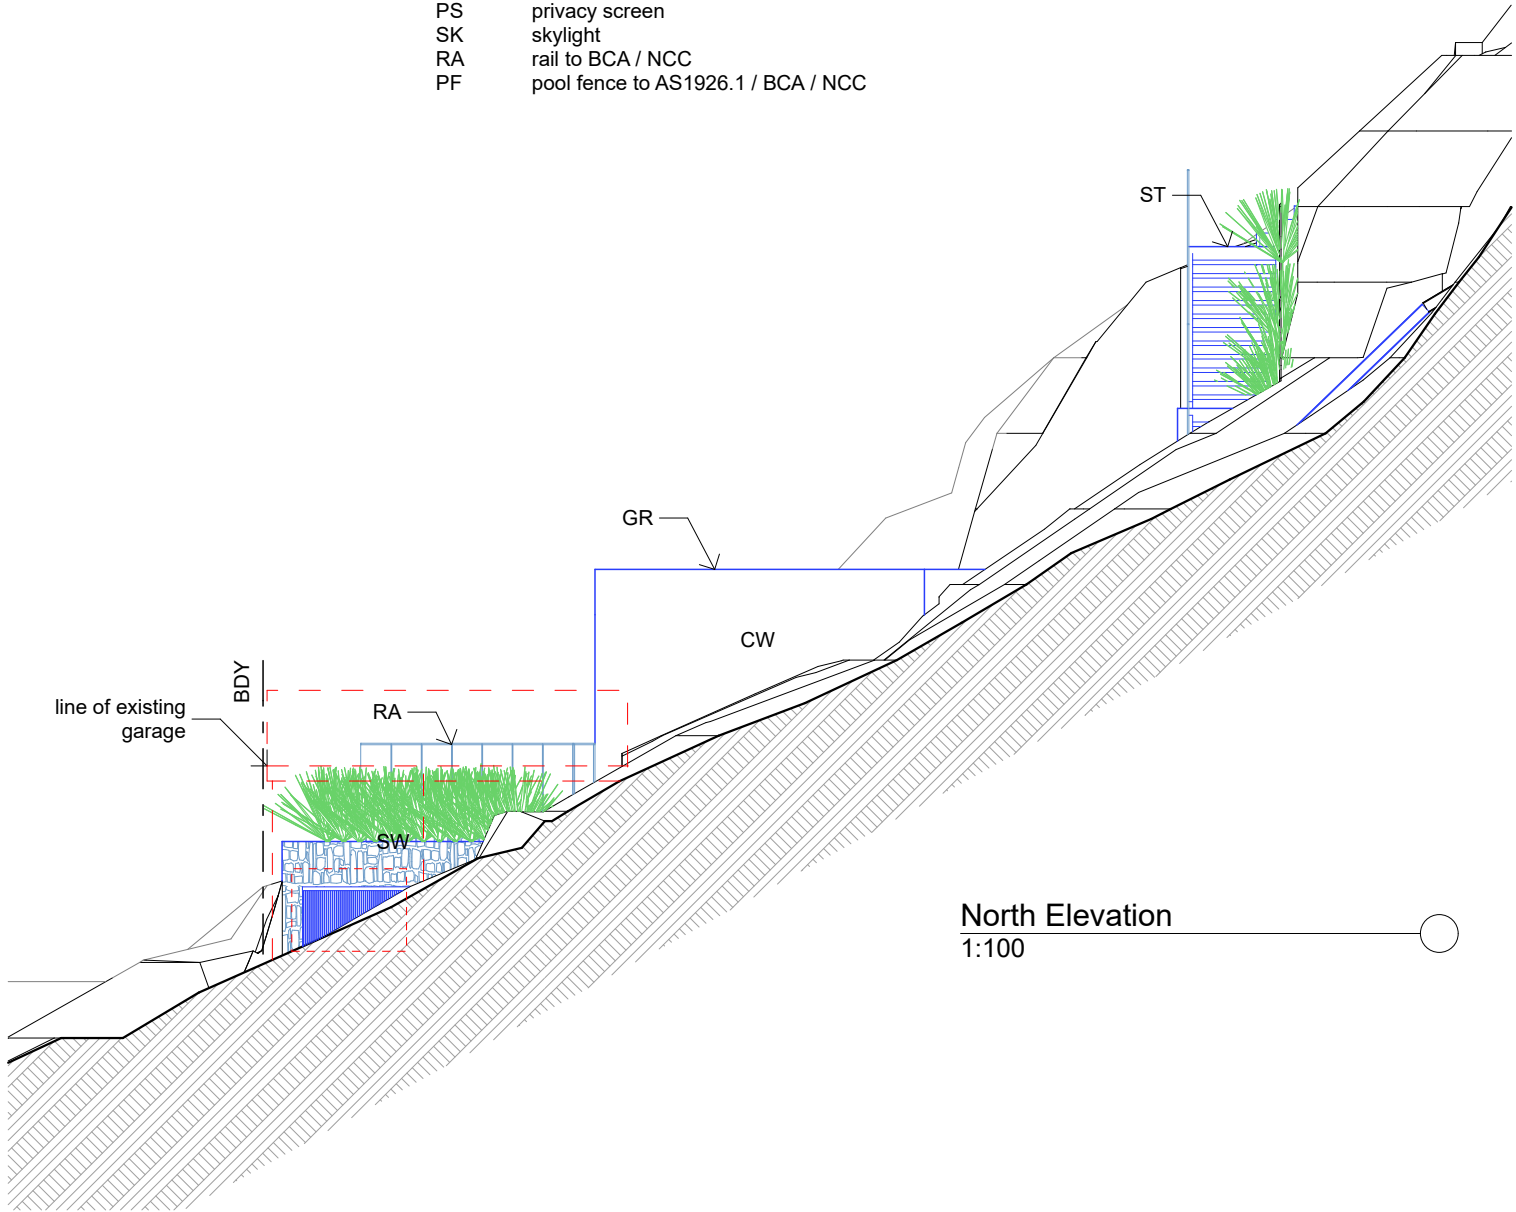 PS privacy screen
SK skylight
RA rail to BCA / NCC
PF pool fence to AS1926.1 / BCA / NCC
ST
GR
CW
BDY
line of existing
garage
RA
SW
North Elevation
1:100